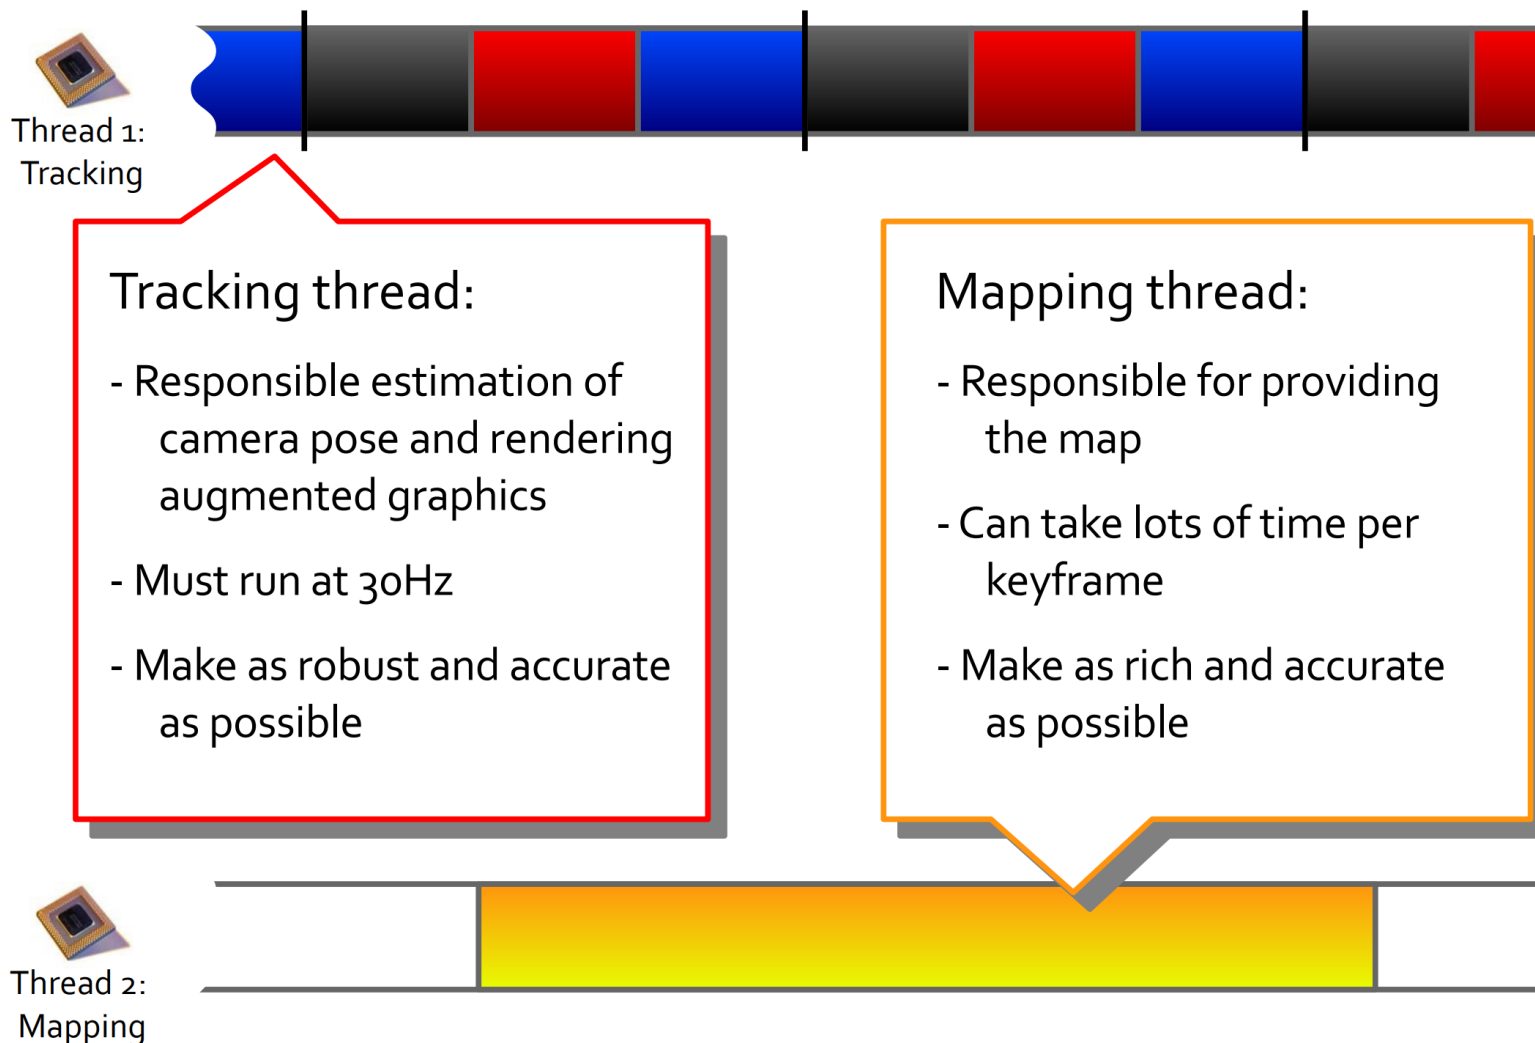 Thread 1:
Tracking
Tracking thread:
- Responsible estimation of
camera pose and rendering
augmented graphics
- Must run at 30Hz
- Make as robust and accurate
as possible
Mapping thread:
- Responsible for providing
the map
- Can take lots of time per
keyframe
- Make as rich and accurate
as possible
Thread 2:
Mapping